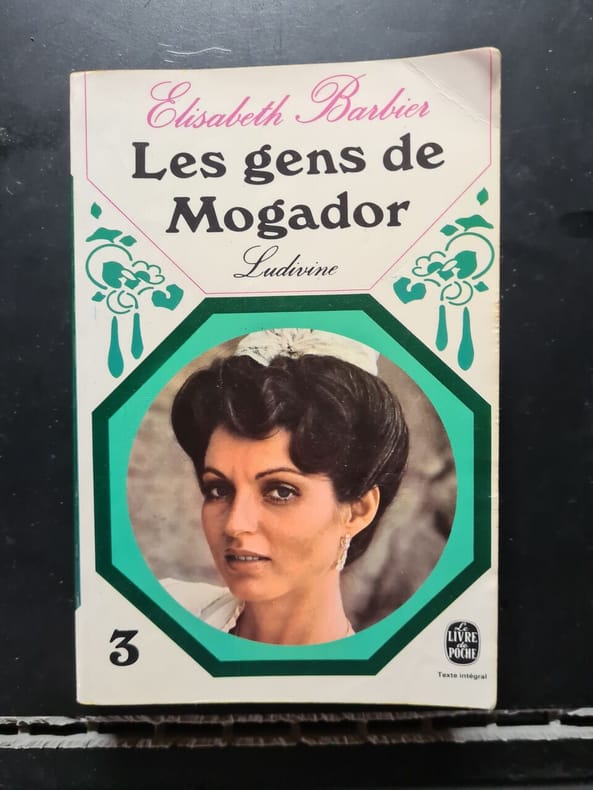 Elisabeth Barbier
Les gens de
Mogador
Ludivine
3
Le
LIVRE
de
POCHE
Texte intégral